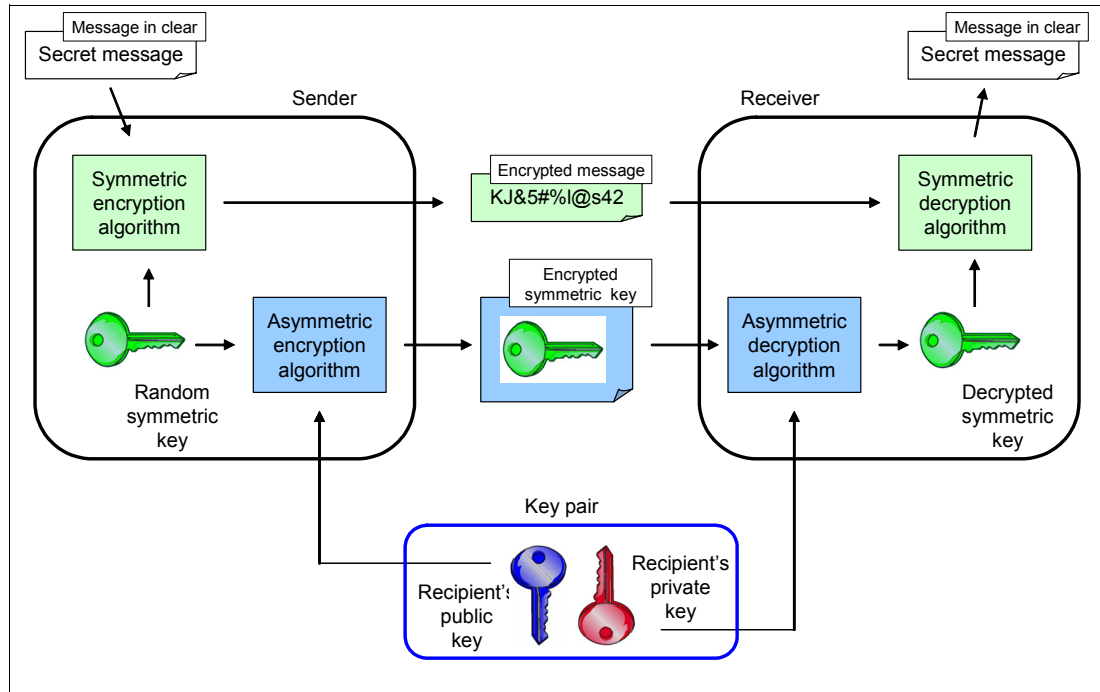 Message in clear
Secret message
Message in clear
Secret message
Sender
Receiver
Symmetric
encryption
algorithm
Encrypted message
KJ&5#%l@s42
Symmetric
decryption
algorithm
Encrypted
symmetric key
Asymmetric
encryption
algorithm
Asymmetric
decryption
algorithm
Random
symmetric
key
Decrypted
symmetric
key
Key pair
Recipient's
public
key
Recipient's
private
key